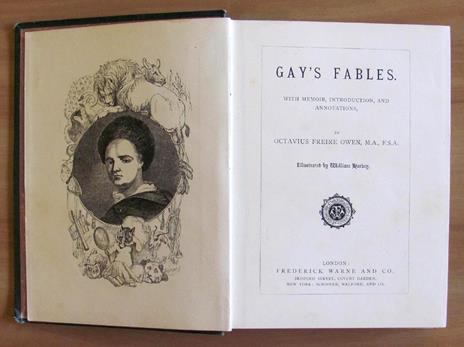 GAY'S FABLES.
WITH MEMOIR, INTRODUCTION, AND
ANNOTATIONS,
BY
OCTAVIUS FREIRE OWEN, M.A., F.S.A.
Illustrated by William Harvey.
LONDON:
FREDERICK WARNE AND CO.
BEDFORD STREET, COVENT GARDEN.
NEW YORK: SCRIBNER, WELFORD, AND CO.